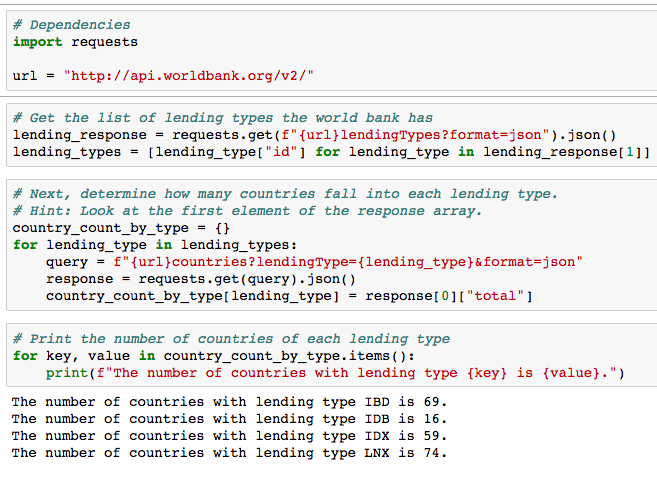 # Dependencies
import requests
url = "http://api.worldbank.org/v2/"
# Get the list of lending types the world bank has
lending_response = requests.get(f"{url}lendingTypes?format=json").json()
lending_types = [lending_type["id"] for lending_type in lending_response[1]]
# Next, determine how many countries fall into each lending type.
# Hint: Look at the first element of the response array.
country_count_by_type = {}
for lending_type in lending_types:
    query = f"{url}countries?lendingType={lending_type}&format=json"
    response = requests.get(query).json()
    country_count_by_type[lending_type] = response[0]["total"]
# Print the number of countries of each lending type
for key, value in country_count_by_type.items():
    print(f"The number of countries with lending type {key} is {value}.")
The number of countries with lending type IBD is 69.
The number of countries with lending type IDB is 16.
The number of countries with lending type IDX is 59.
The number of countries with lending type LNX is 74.